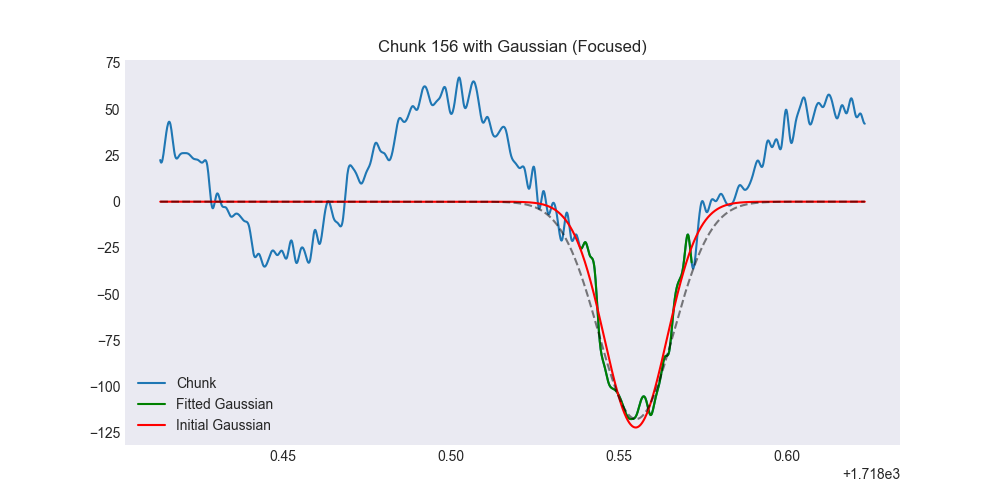 Chunk 156 with Gaussian (Focused)
75
50
25
0
−25
−50
−75
−100
−125
Chunk
Fitted Gaussian
Initial Gaussian
0.45 0.50 0.55 0.60
+1.718e3